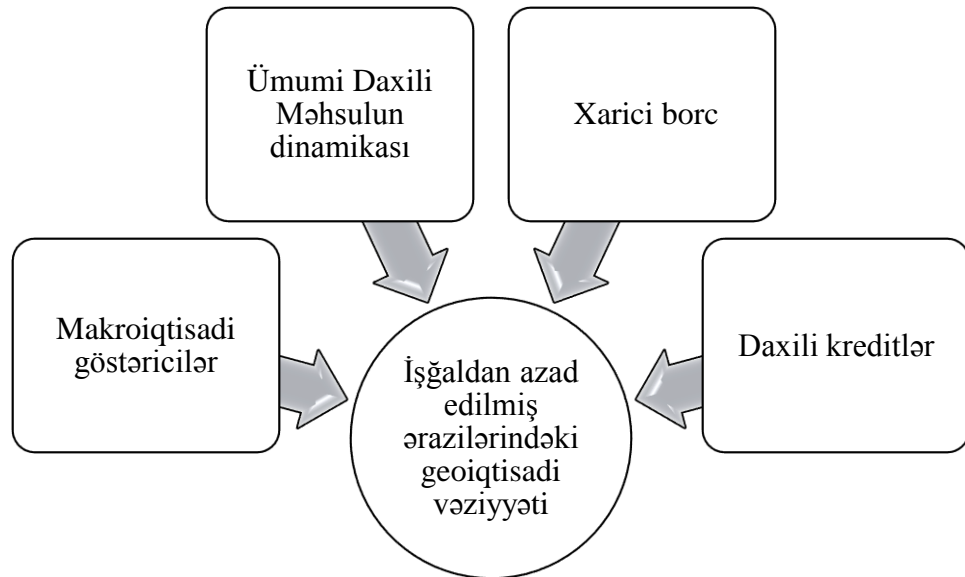 Ümumi Daxili
Məhsulun
dinamikası
Xarici borc
Makroiqtisadi
göstəricilər
Daxili kreditlər
İşğaldan azad
edilmiş
ərazilərindəki
geoiqtisadi
vəziyyəti